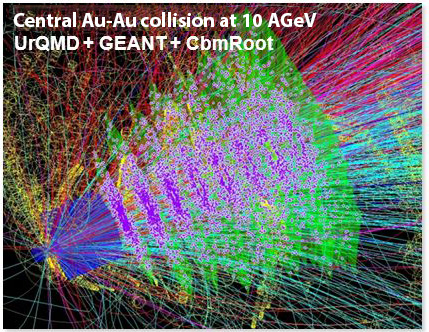 Central Au-Au collision at 10 AGeV
UrQMD + GEANT + CbmRoot